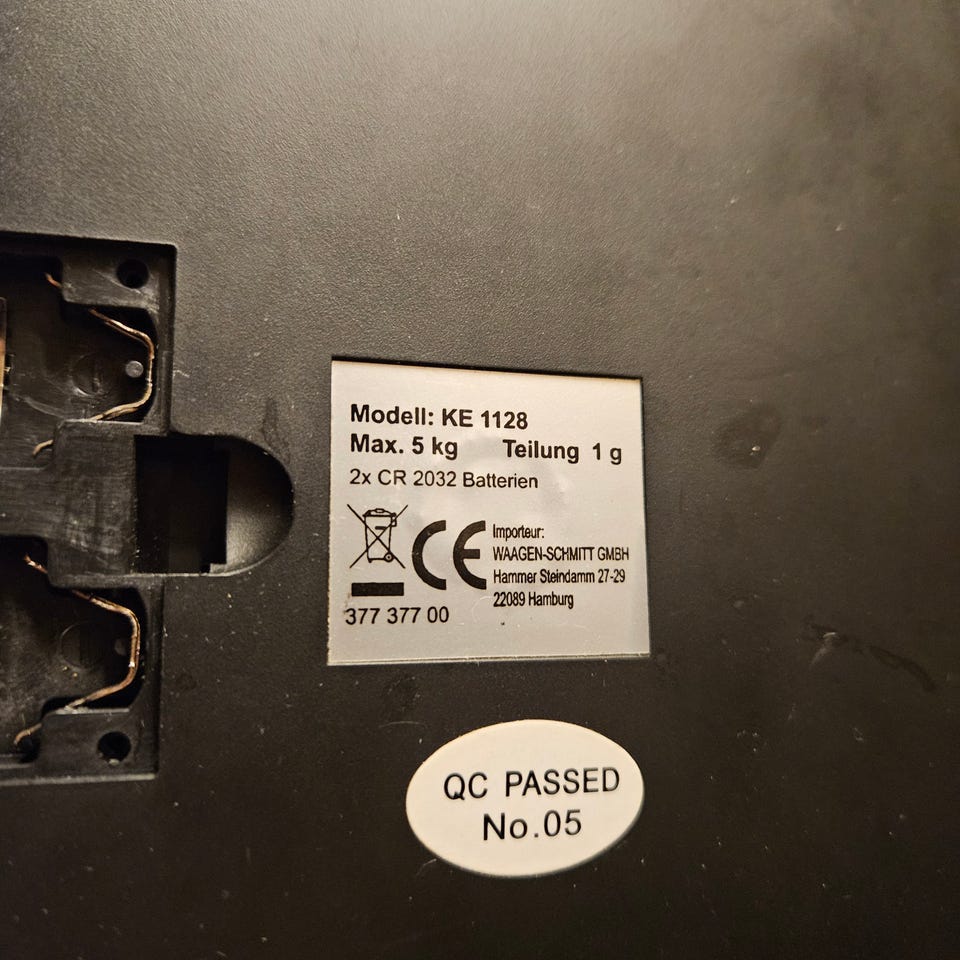 Modell: KE 1128
Max. 5 kg Teilung 1 g
2x CR 2032 Batterien
CE
Importeur:
WAAGEN-SCHMITT GMBH
Hammer Steindamm 27-29
22089 Hamburg
377 377 00
QC PASSED
No.05